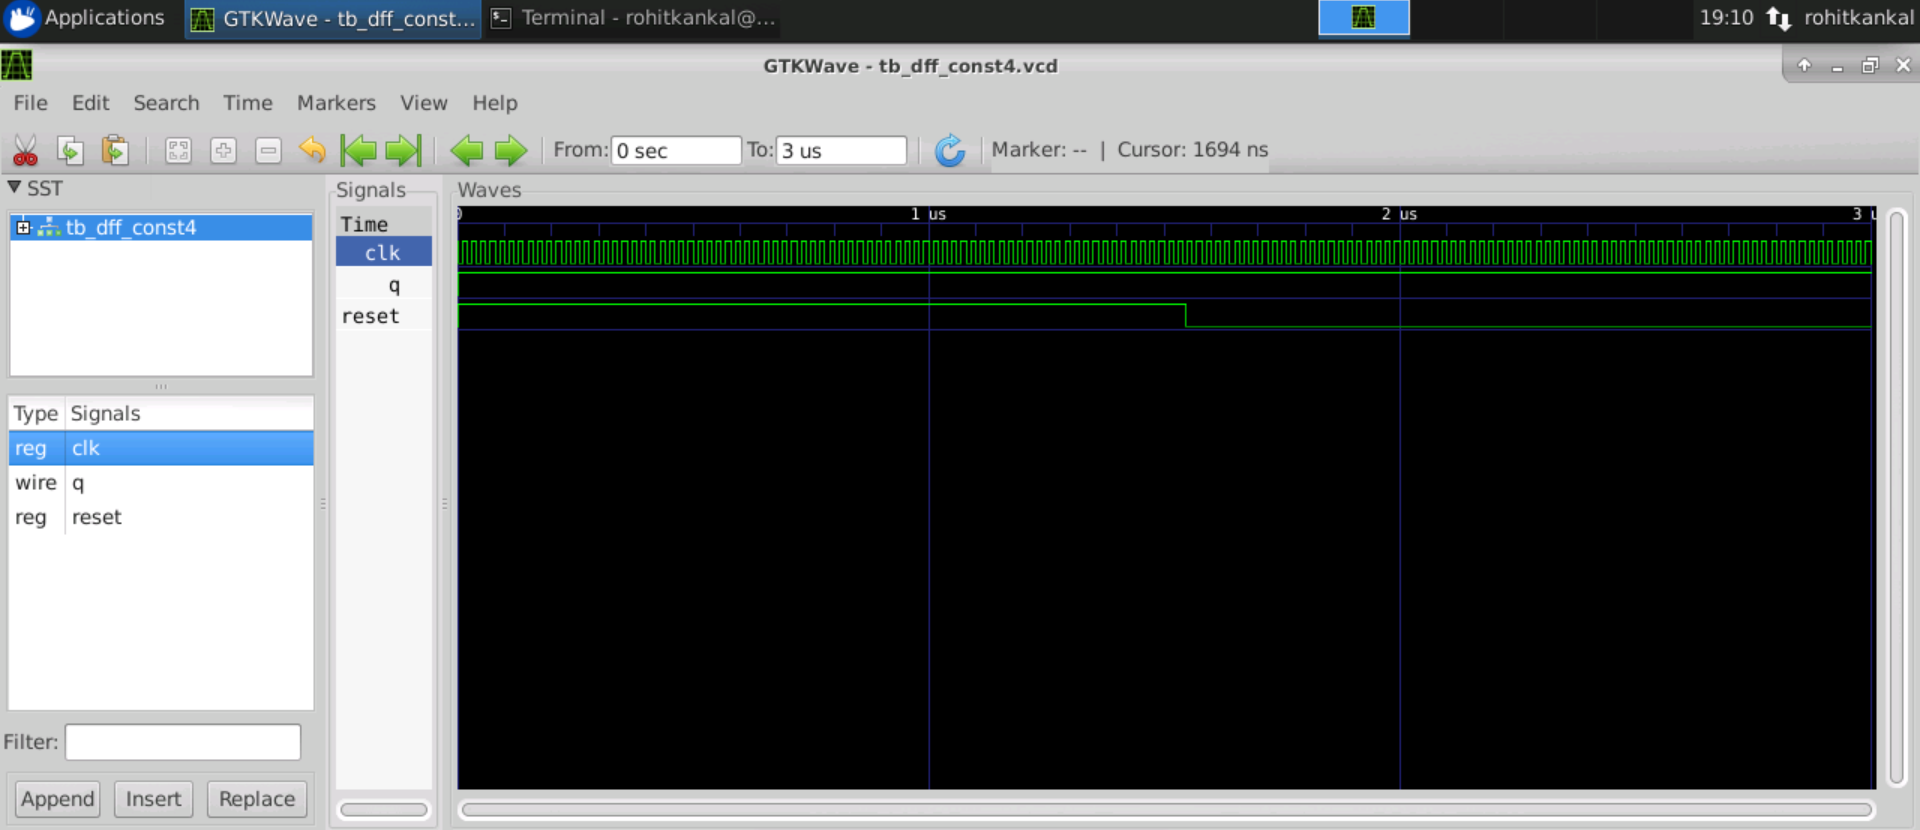 Applications GTKWave - tb_dff_const... Terminal - rohitkankal@... 19:10 rohitkankal
GTKWave - tb_dff_const4.vcd
File Edit Search Time Markers View Help
From: 0 sec To: 3 us Marker: -- | Cursor: 1694 ns
SST
tb_dff_const4
Type Signals
reg clk
wire q
reg reset
Filter:
Append Insert Replace
Signals
Time
clk
q
reset
Waves
0 1 us 2 us 3 u